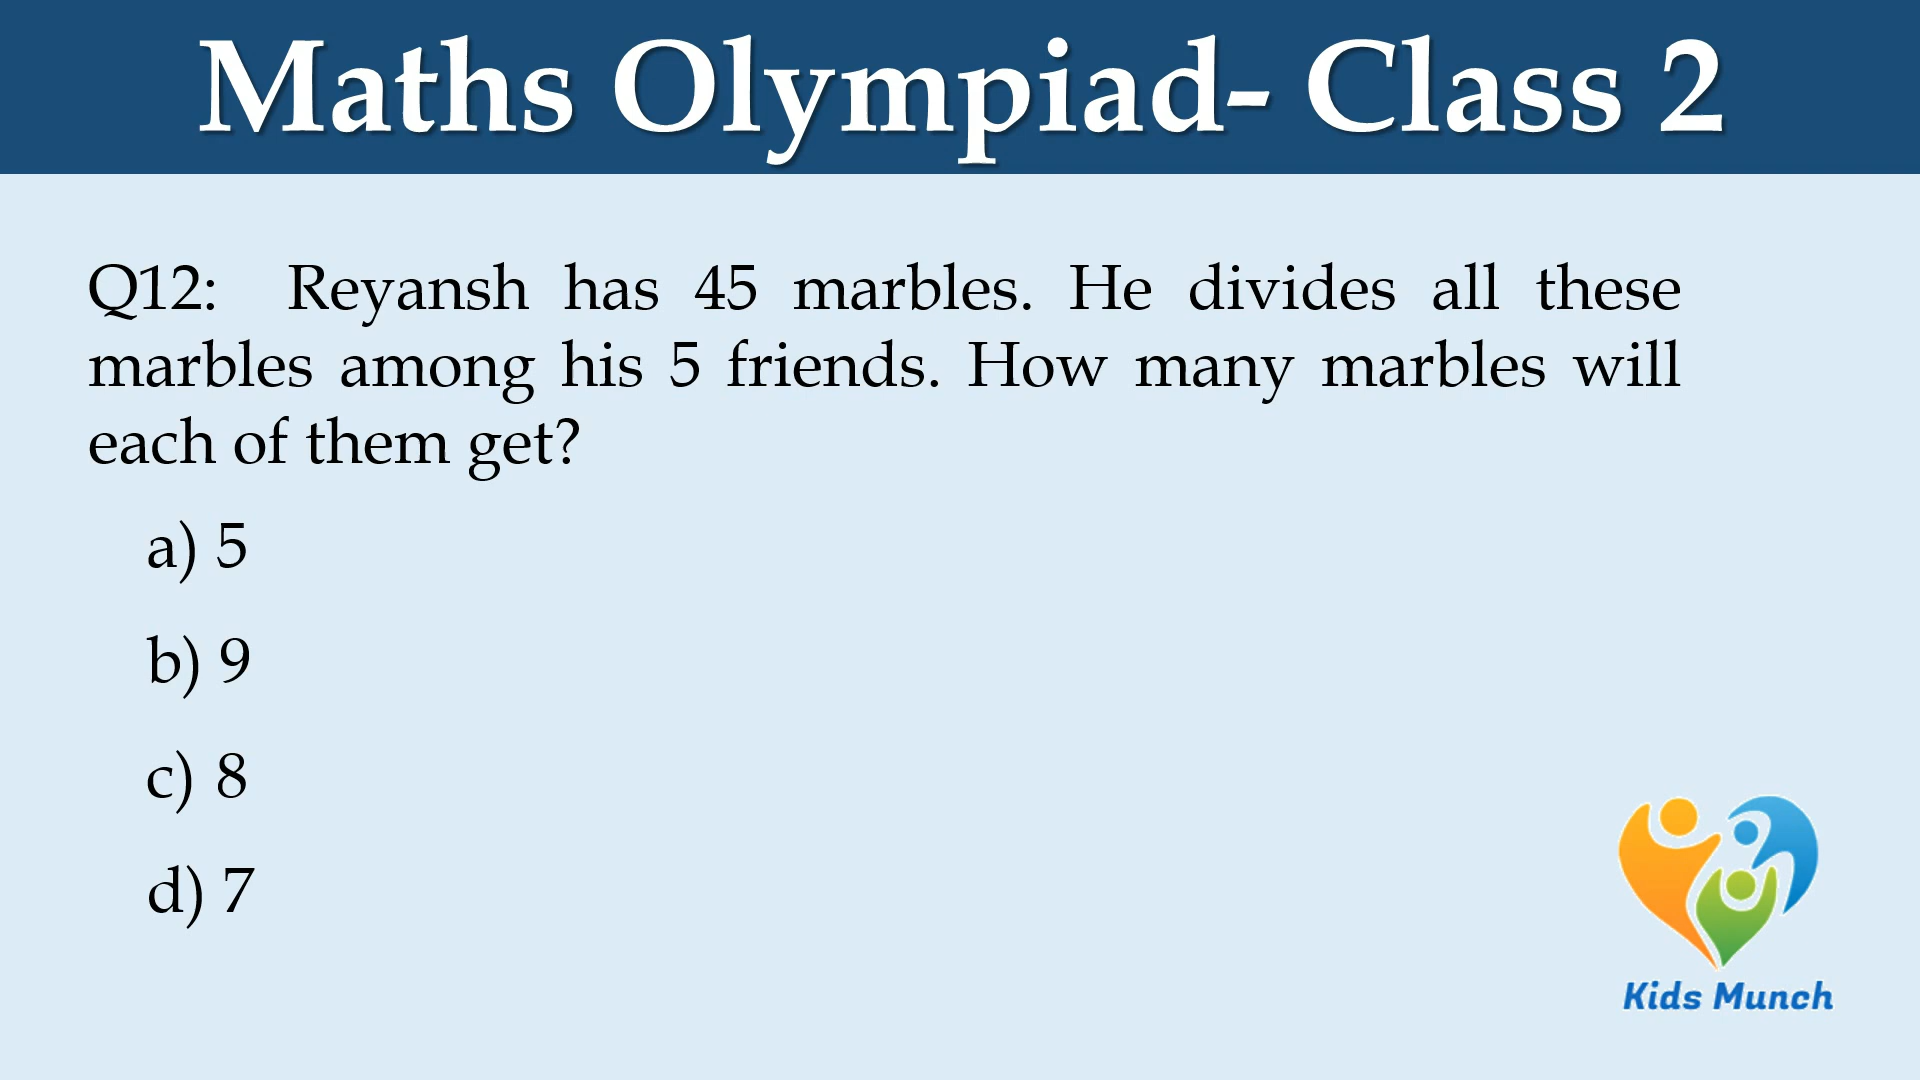 Maths Olympiad- Class 2
Q12: Reyansh has 45 marbles. He divides all these
marbles among his 5 friends. How many marbles will
each of them get?
a) 5
b) 9
c) 8
d) 7
Kids Munch